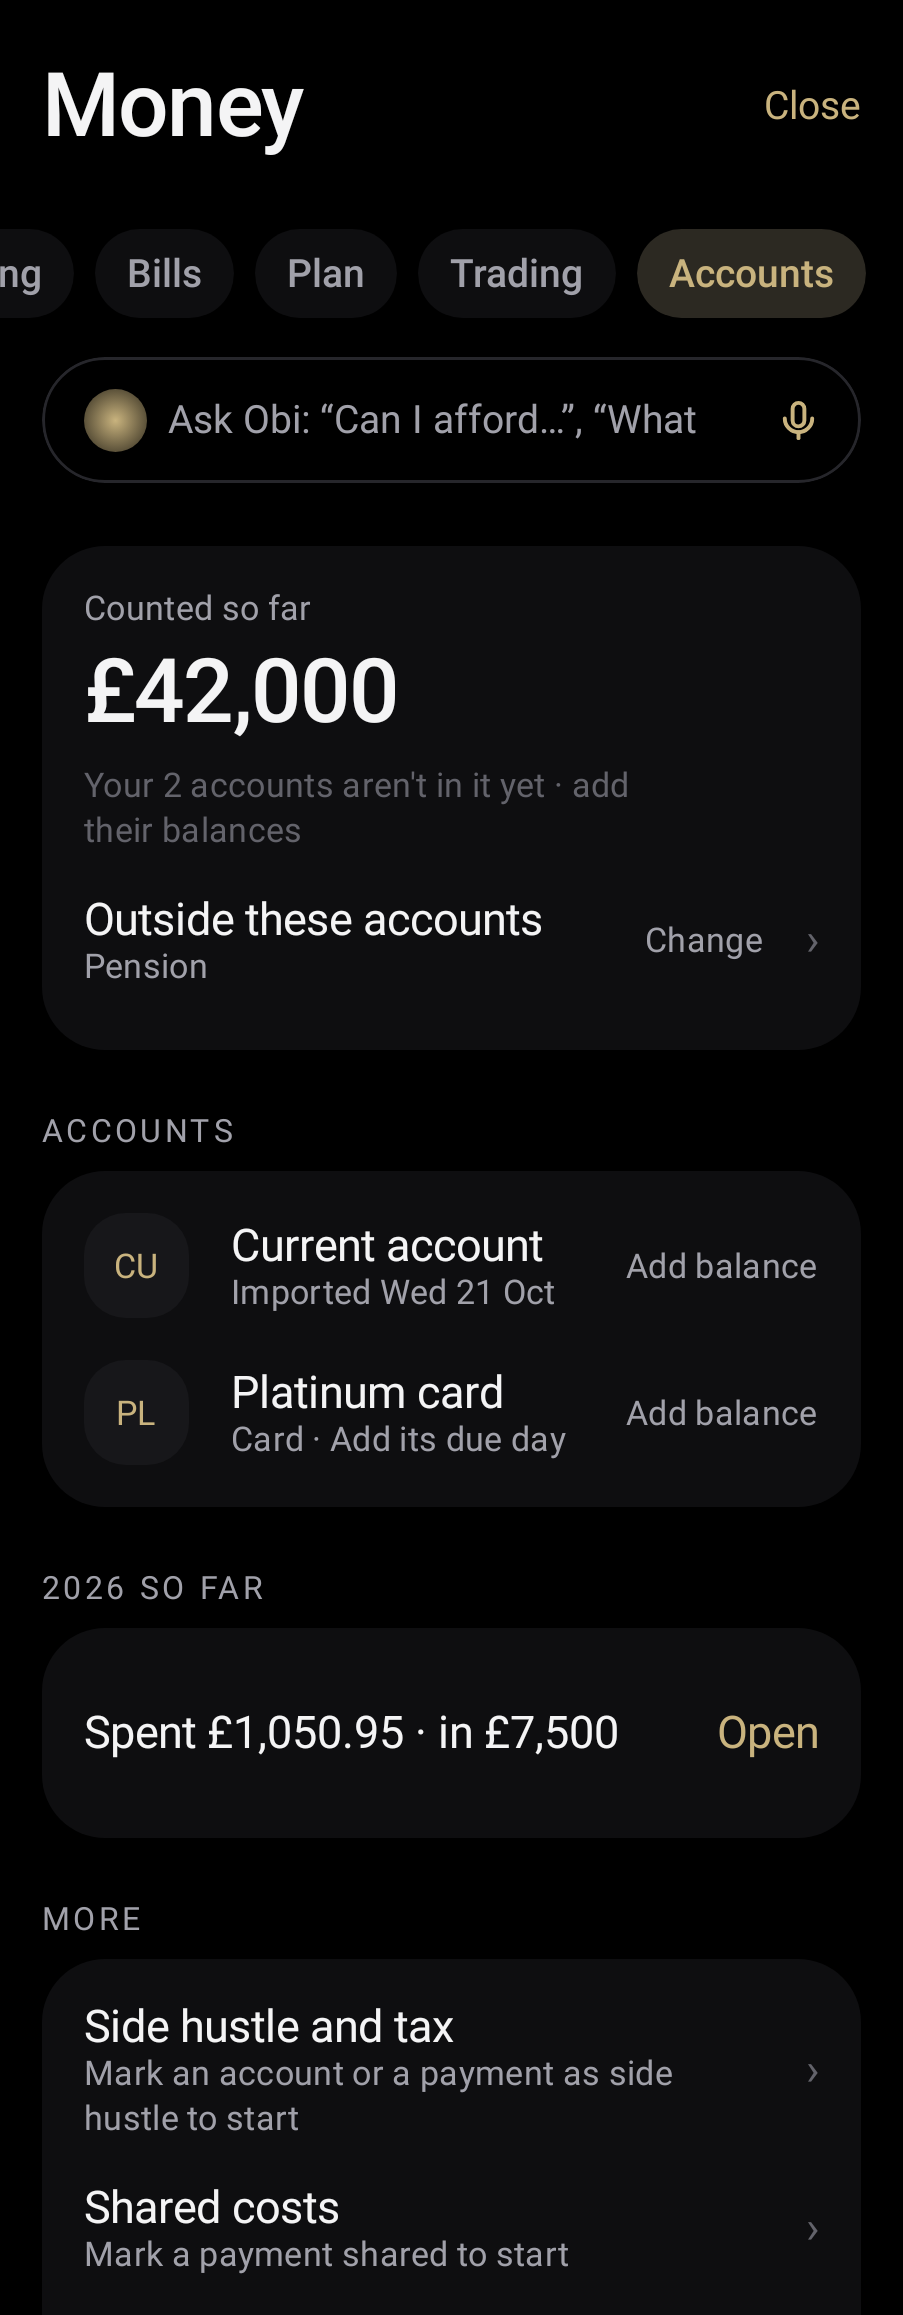 Money
Close
ng
Bills
Plan
Trading
Accounts
Ask Obi: “Can I afford…”, “What
Counted so far
£42,000
Your 2 accounts aren't in it yet · add
their balances
Outside these accounts
Pension
Change ›
ACCOUNTS
CU
Current account
Imported Wed 21 Oct
Add balance
PL
Platinum card
Card · Add its due day
Add balance
2026 SO FAR
Spent £1,050.95 · in £7,500
Open
MORE
Side hustle and tax
Mark an account or a payment as side
hustle to start
›
Shared costs
Mark a payment shared to start
›